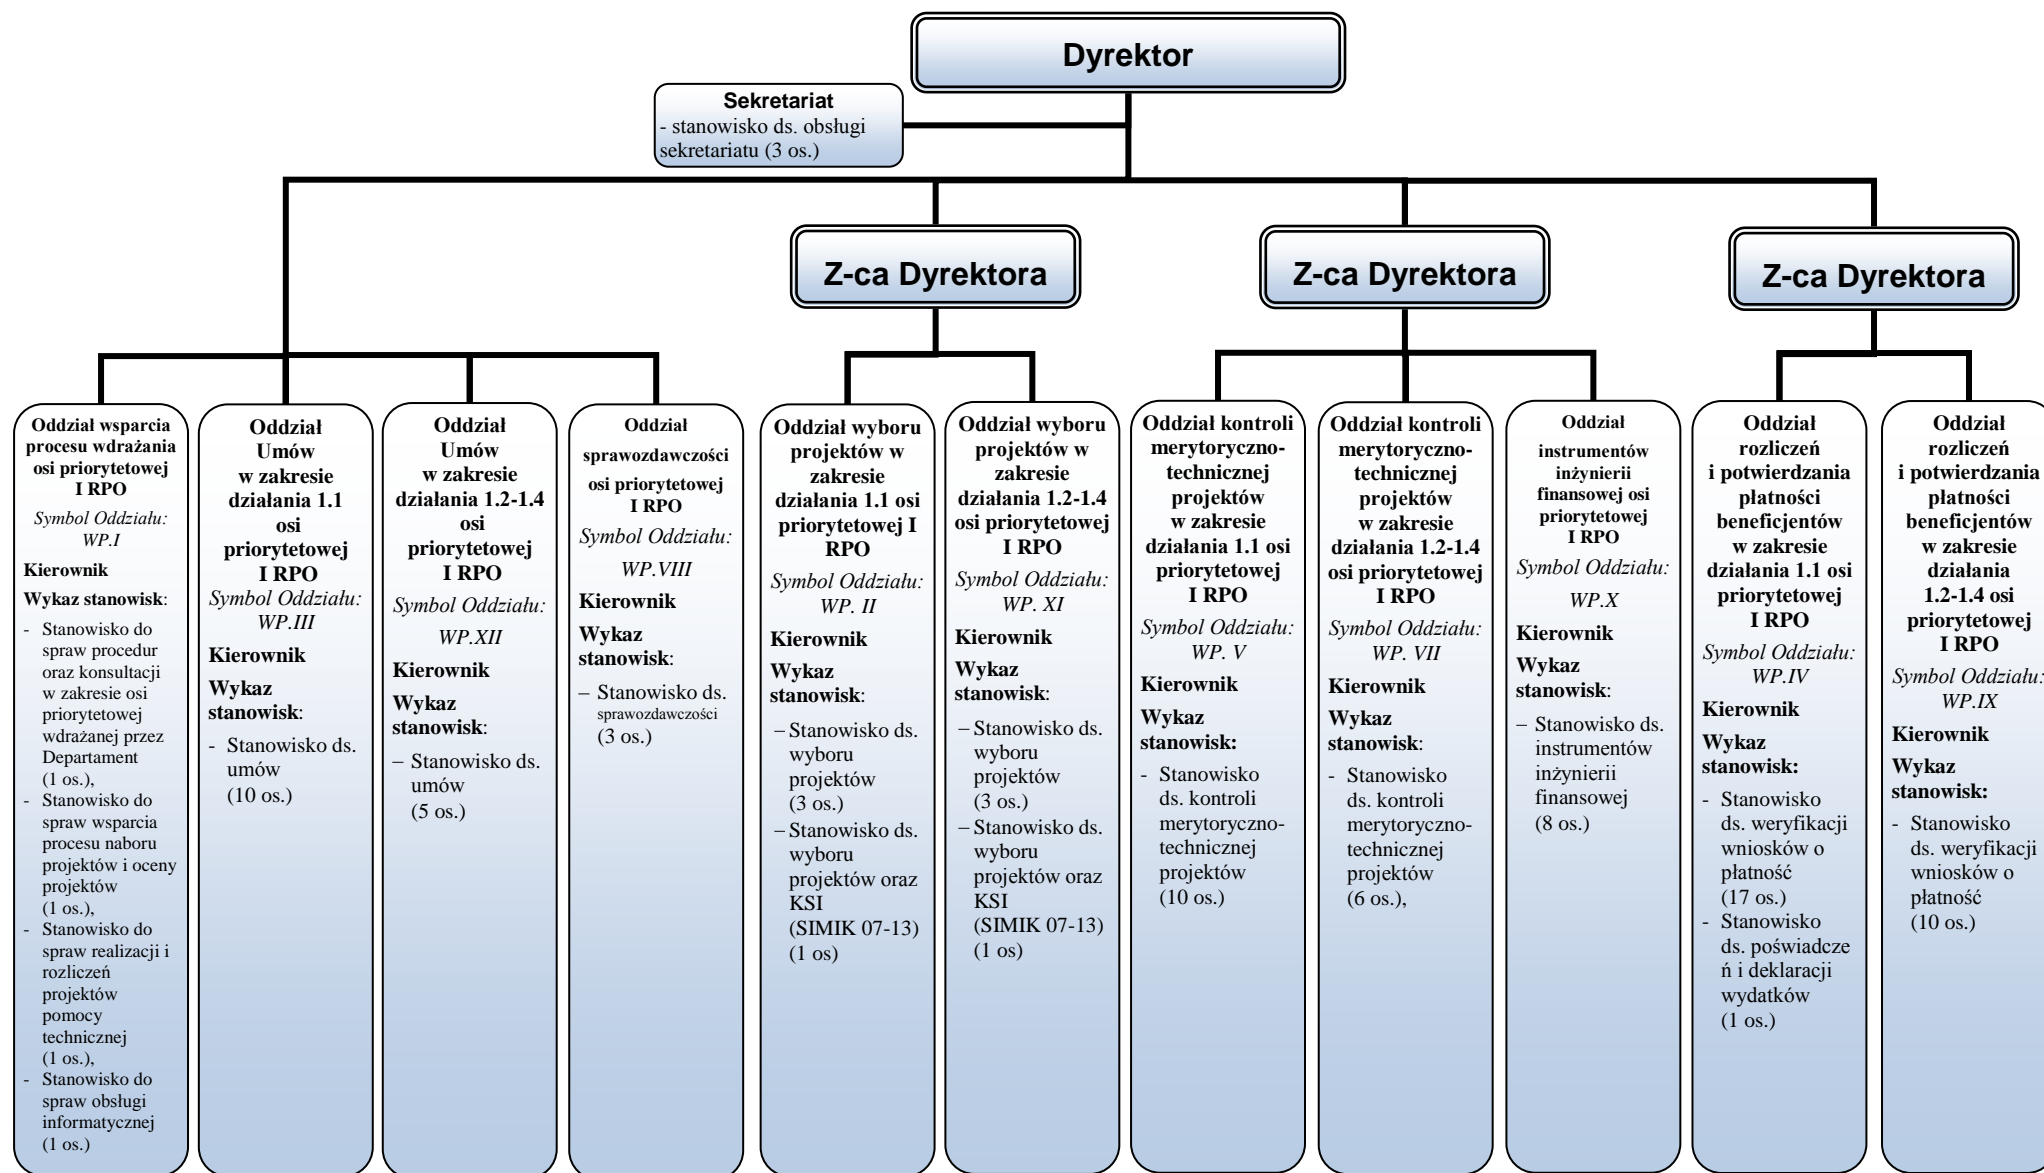 Dyrektor
Sekretariat
- stanowisko ds. obsługi
sekretariatu (3 os.)
Z-ca Dyrektora
Z-ca Dyrektora
Z-ca Dyrektora
Oddział wsparcia
procesu wdrażania
osi priorytetowej
I RPO
Symbol Oddziału:
WP.I
Kierownik
Wykaz stanowisk:
- Stanowisko do
spraw procedur
oraz konsultacji
w zakresie osi
priorytetowej
wdrażanej przez
Departament
(1 os.),
- Stanowisko do
spraw wsparcia
procesu naboru
projektów i oceny
projektów
(1 os.),
- Stanowisko do
spraw realizacji i
rozliczeń
projektów
pomocy
technicznej
(1 os.),
- Stanowisko do
spraw obsługi
informatycznej
(1 os.)
Oddział
Umów
w zakresie
działania 1.1
osi
priorytetowej
I RPO
Symbol Oddziału:
WP.III
Kierownik
Wykaz
stanowisk:
- Stanowisko ds.
umów
(10 os.)
Oddział
Umów
w zakresie
działania 1.2-1.4
osi
priorytetowej
I RPO
Symbol Oddziału:
WP.XII
Kierownik
Wykaz
stanowisk:
– Stanowisko ds.
umów
(5 os.)
Oddział
sprawozdawczości
osi priorytetowej
I RPO
Symbol Oddziału:
WP.VIII
Kierownik
Wykaz
stanowisk:
– Stanowisko ds.
sprawozdawczości
(3 os.)
Oddział wyboru
projektów w
zakresie
działania 1.1 osi
priorytetowej I
RPO
Symbol Oddziału:
WP. II
Kierownik
Wykaz
stanowisk:
– Stanowisko ds.
wyboru
projektów
(3 os.)
– Stanowisko ds.
wyboru
projektów oraz
KSI
(SIMIK 07-13)
(1 os)
Oddział wyboru
projektów w
zakresie
działania 1.2-1.4
osi priorytetowej
I RPO
Symbol Oddziału:
WP. XI
Kierownik
Wykaz
stanowisk:
– Stanowisko ds.
wyboru
projektów
(3 os.)
– Stanowisko ds.
wyboru
projektów oraz
KSI
(SIMIK 07-13)
(1 os)
Oddział kontroli
merytoryczno-
technicznej
projektów
w zakresie
działania 1.1 osi
priorytetowej
I RPO
Symbol Oddziału:
WP. V
Kierownik
Wykaz
stanowisk:
- Stanowisko
ds. kontroli
merytoryczno-
technicznej
projektów
(10 os.)
Oddział kontroli
merytoryczno-
technicznej
projektów
w zakresie
działania 1.2-1.4
osi priorytetowej
I RPO
Symbol Oddziału:
WP. VII
Kierownik
Wykaz
stanowisk:
- Stanowisko
ds. kontroli
merytoryczno-
technicznej
projektów
(6 os.),
Oddział
instrumentów
inżynierii
finansowej osi
priorytetowej
I RPO
Symbol Oddziału:
WP.X
Kierownik
Wykaz
stanowisk:
– Stanowisko ds.
instrumentów
inżynierii
finansowej
(8 os.)
Oddział
rozliczeń
i potwierdzania
płatności
beneficjentów
w zakresie
działania 1.1 osi
priorytetowej
I RPO
Symbol Oddziału:
WP.IV
Kierownik
Wykaz
stanowisk:
- Stanowisko
ds. weryfikacji
wniosków o
płatność
(17 os.)
- Stanowisko
ds. poświadcze
ń i deklaracji
wydatków
(1 os.)
Oddział
rozliczeń
i potwierdzania
płatności
beneficjentów
w zakresie
działania
1.2-1.4 osi
priorytetowej
I RPO
Symbol Oddziału:
WP.IX
Kierownik
Wykaz
stanowisk:
- Stanowisko
ds. weryfikacji
wniosków o
płatność
(10 os.)